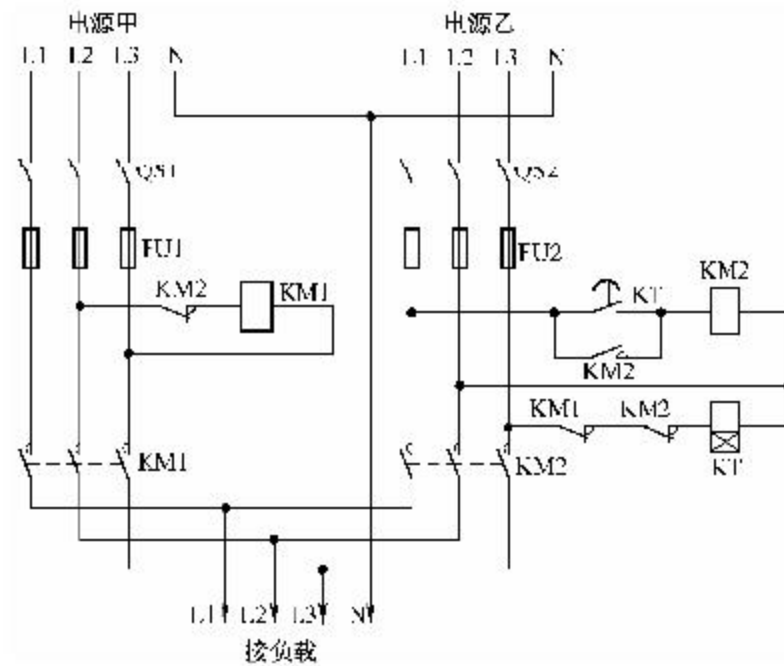 电源甲 电源乙
L1 L2 L3 N L1 L2 L3 N
QS1 QS2
FU1 FU2
KM2 KM1 KT KM2
KM2
KM1 KM2
KM1 KM2 KT
L1 L2 L3 N
接负载